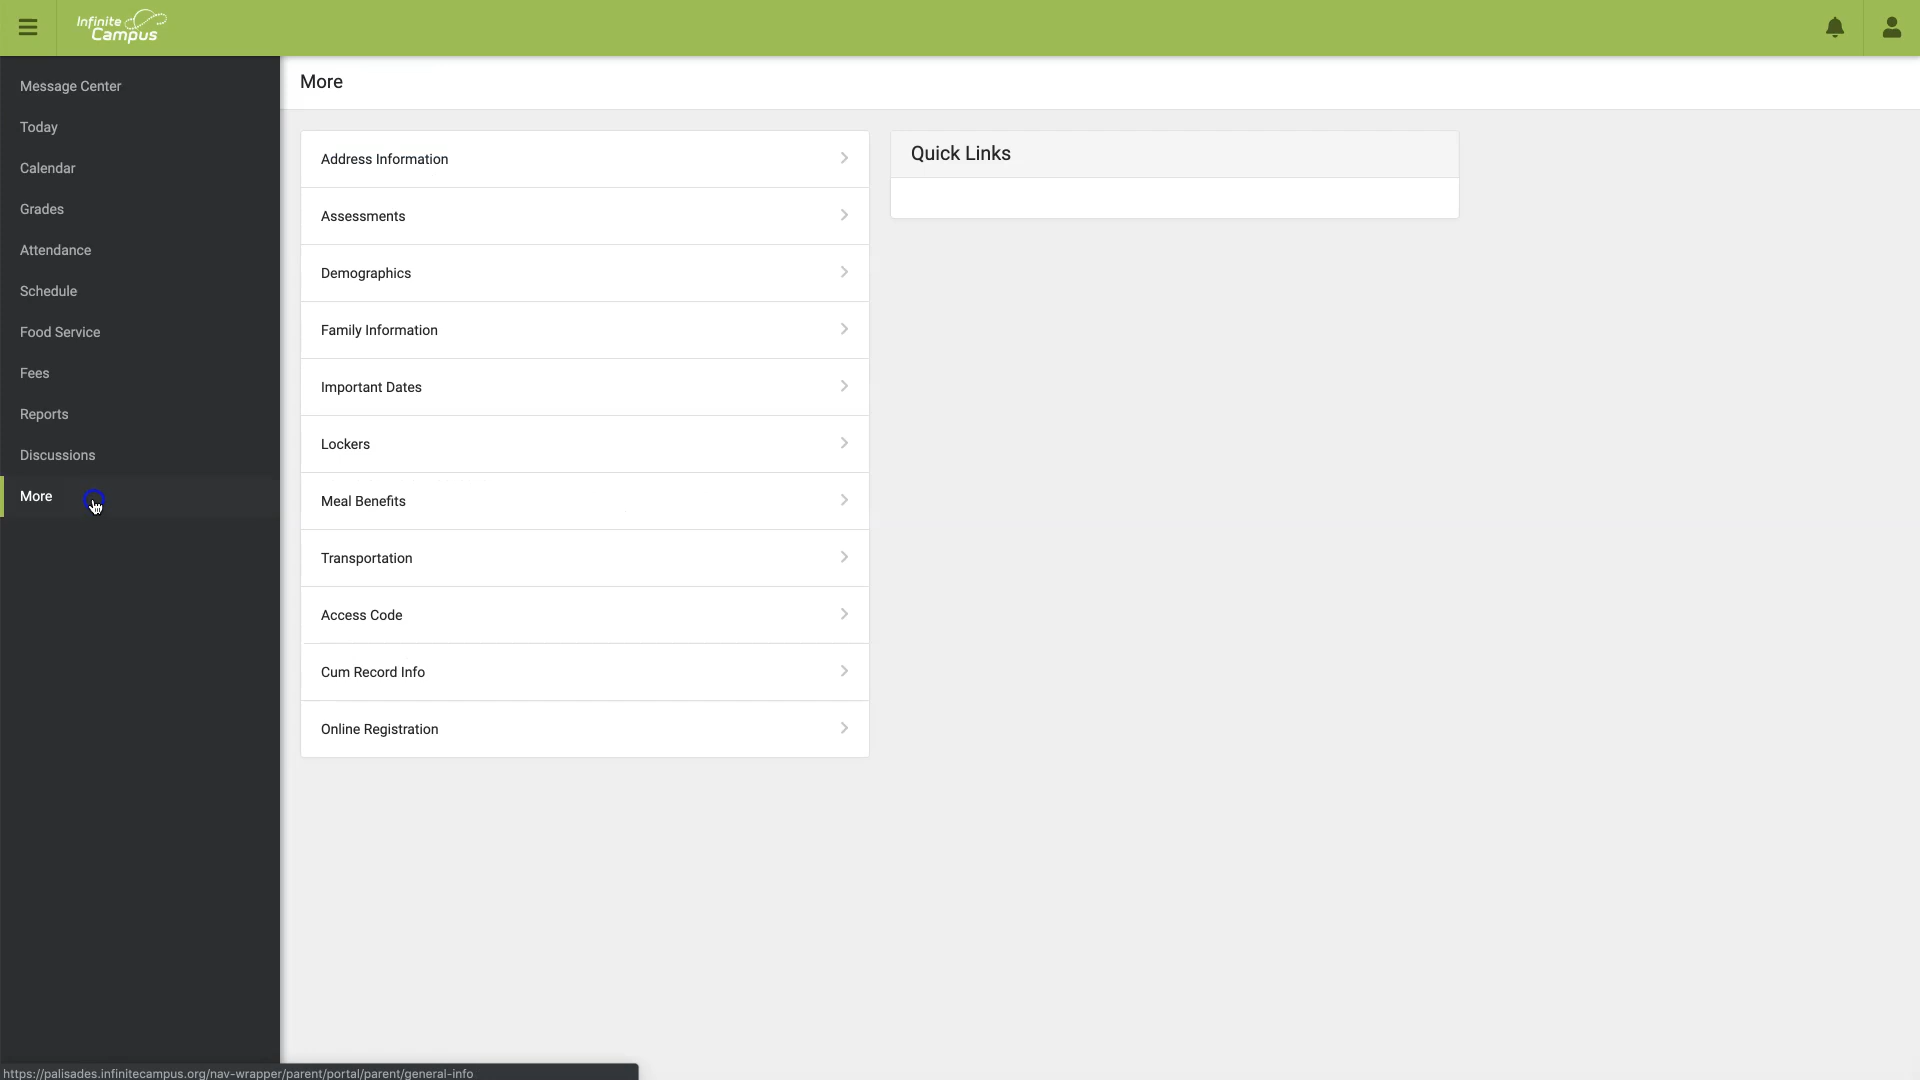 Infinite
Campus
Message Center
Today
Calendar
Grades
Attendance
Schedule
Food Service
Fees
Reports
Discussions
More
More
Address Information
Assessments
Demographics
Family Information
Important Dates
Lockers
Meal Benefits
Transportation
Access Code
Cum Record Info
Online Registration
Quick Links
https://palisades.infinitecampus.org/nav-wrapper/parent/portal/parent/general-info